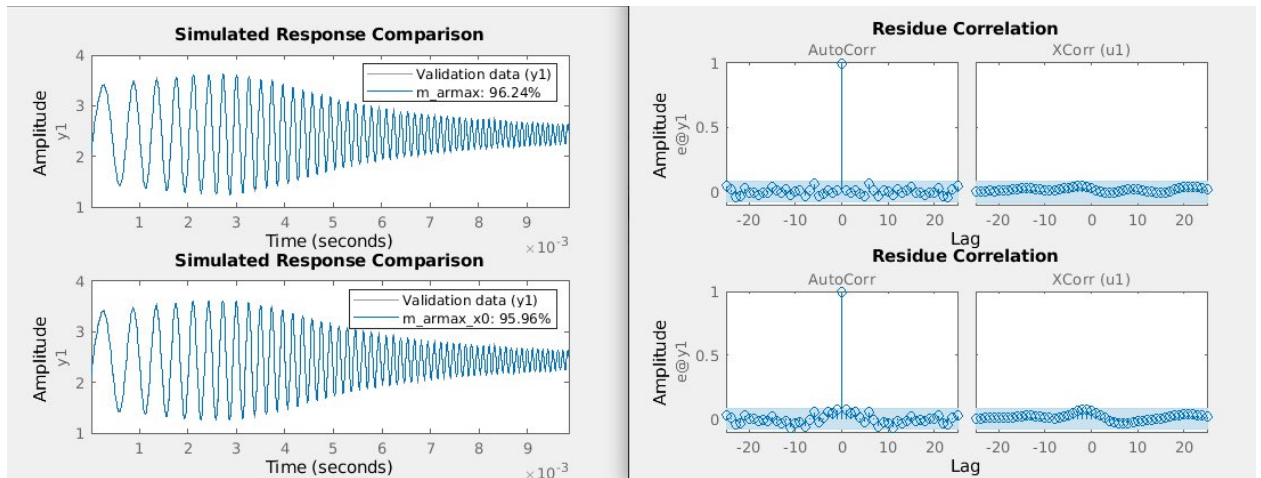 Simulated Response Comparison
4
3
2
1
Amplitude
y1
Validation data (y1)
m_armax: 96.24%
1 2 3 4 5 6 7 8 9
Time (seconds)
×10⁻³
Simulated Response Comparison
4
3
2
1
Amplitude
y1
Validation data (y1)
m_armax_x0: 95.96%
1 2 3 4 5 6 7 8 9
Time (seconds)
×10⁻³
Residue Correlation
AutoCorr
XCorr (u1)
1
0.5
0
Amplitude
e@y1
-20 -10 0 10 20
-20 -10 0 10 20
Lag
Residue Correlation
AutoCorr
XCorr (u1)
1
0.5
0
Amplitude
e@y1
-20 -10 0 10 20
-20 -10 0 10 20
Lag